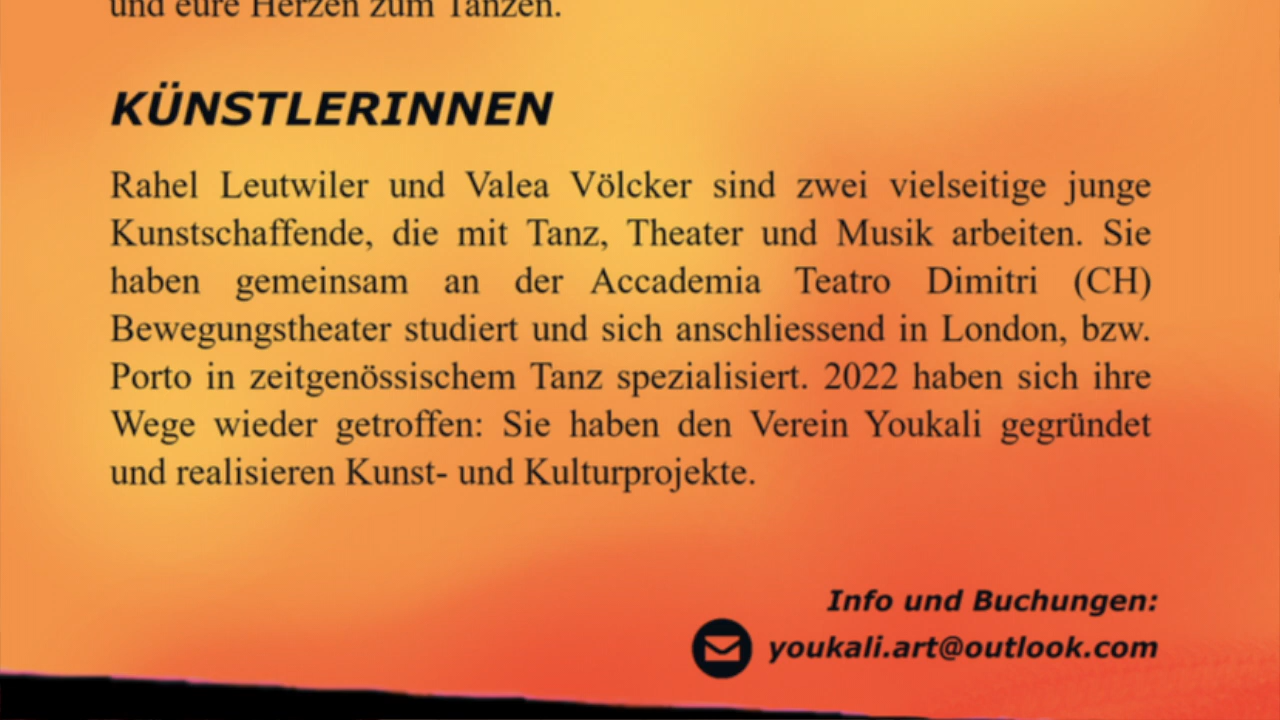 und eure Herzen zum Tanzen.
KÜNSTLERINNEN
Rahel Leutwiler und Valea Völcker sind zwei vielseitige junge
Kunstschaffende, die mit Tanz, Theater und Musik arbeiten. Sie
haben gemeinsam an der Accademia Teatro Dimitri (CH)
Bewegungstheater studiert und sich anschliessend in London, bzw.
Porto in zeitgenössischem Tanz spezialisiert. 2022 haben sich ihre
Wege wieder getroffen: Sie haben den Verein Youkali gegründet
und realisieren Kunst- und Kulturprojekte.
Info und Buchungen:
youkali.art@outlook.com